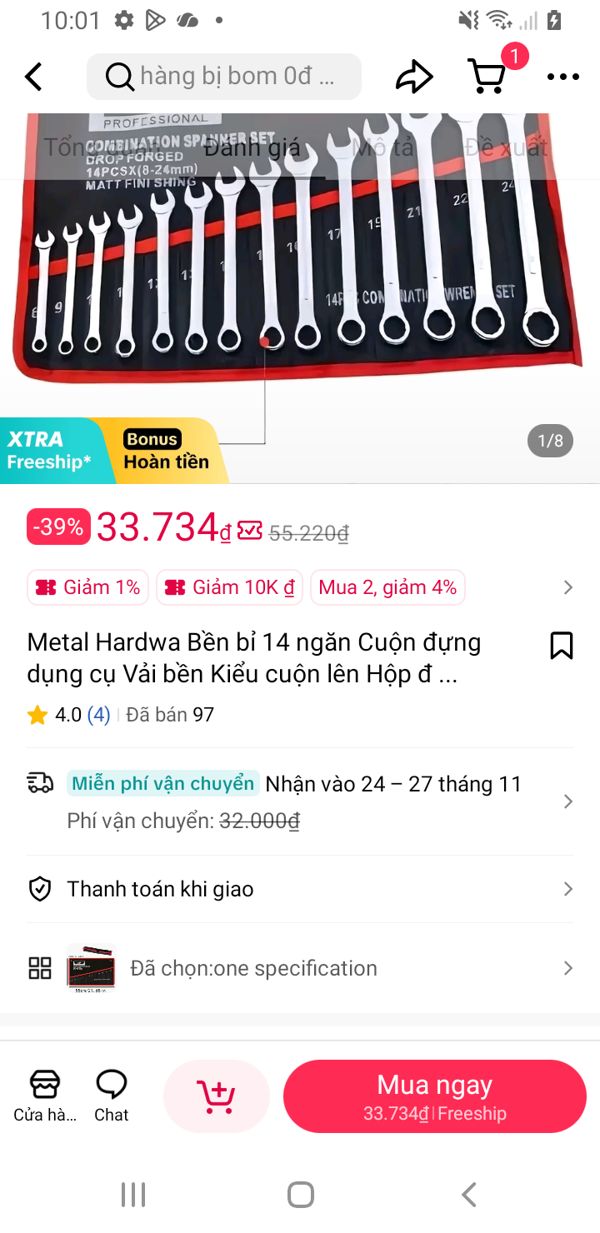 10:01
hàng bị bom 0đ ...
1
PROFESSIONAL
Tổng quan Đánh giá Mô tả Đề xuất
COMBINATION SPANNER SET
DROP FORGED
14PCSX(8-24mm)
MATT FINISHING
8 9 17 19 21 22 24
SET
XTRA
Freeship*
Bonus
Hoàn tiền
1/8
-39% 33.734₫ 55.220₫
Giảm 1% Giảm 10K ₫ Mua 2, giảm 4%
Metal Hardwa Bền bỉ 14 ngăn Cuộn đựng
dụng cụ Vải bền Kiểu cuộn lên Hộp đ ...
4.0 (4) Đã bán 97
Miễn phí vận chuyển Nhận vào 24 – 27 tháng 11
Phí vận chuyển: 32.000₫
Thanh toán khi giao
Đã chọn:one specification
Cửa hà... Chat
Mua ngay
33.734₫ | Freeship